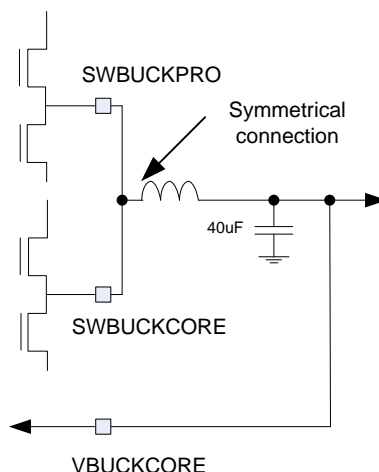 SWBUCKPRO
Symmetrical
connection
40uF
SWBUCKCORE
VBUCKCORE